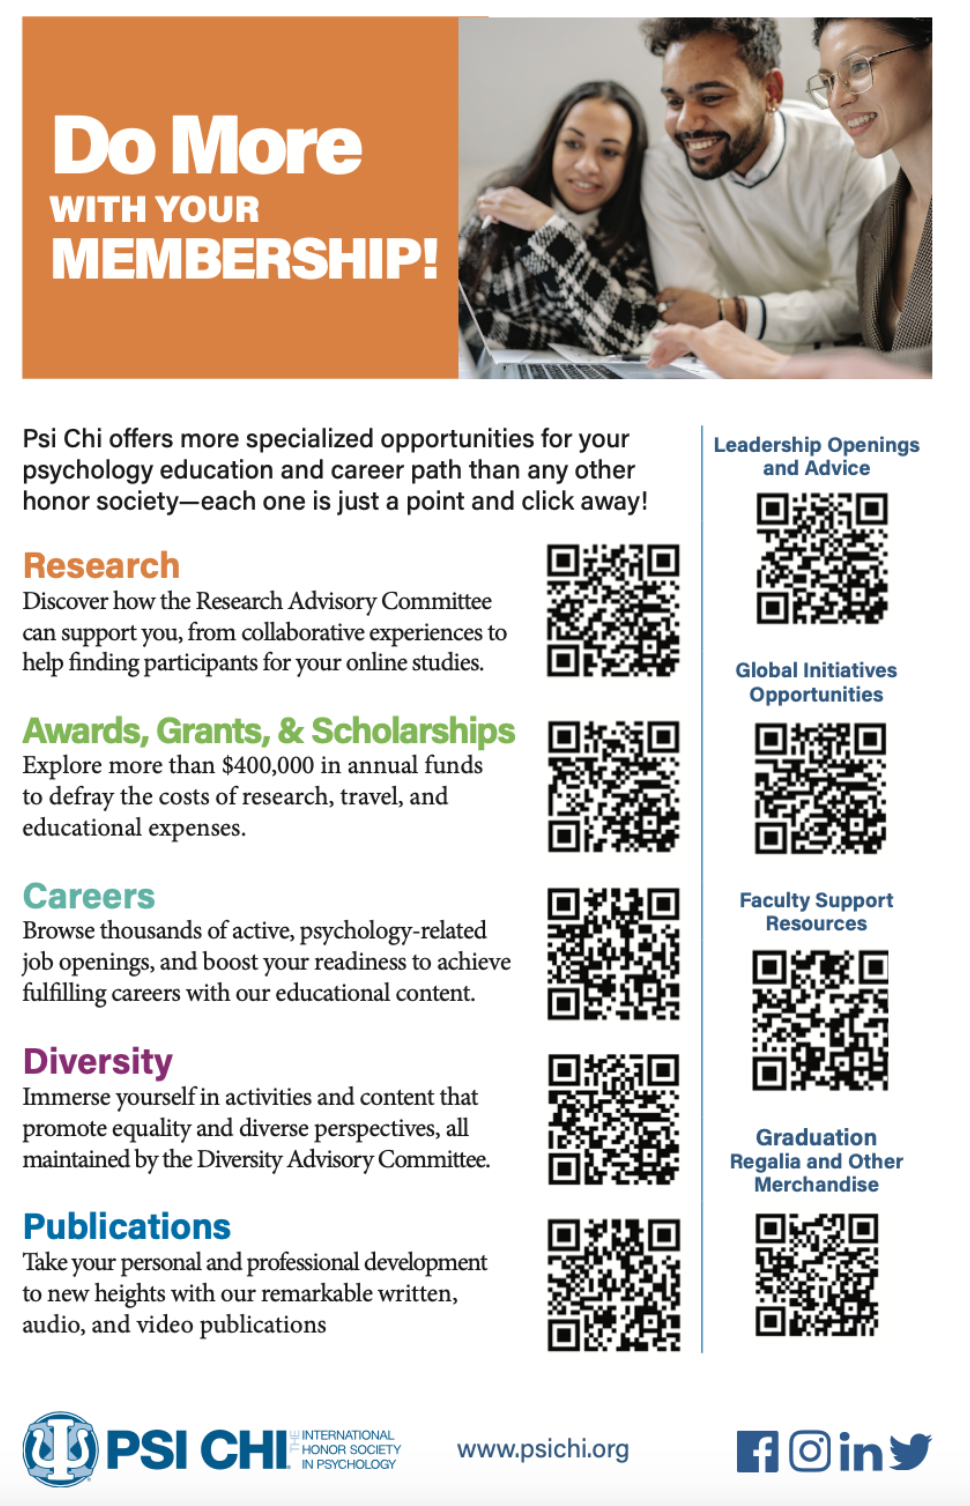 Do More
WITH YOUR
MEMBERSHIP!
Psi Chi offers more specialized opportunities for your
psychology education and career path than any other
honor society—each one is just a point and click away!
Research
Discover how the Research Advisory Committee
can support you, from collaborative experiences to
help finding participants for your online studies.
Awards, Grants, & Scholarships
Explore more than $400,000 in annual funds
to defray the costs of research, travel, and
educational expenses.
Careers
Browse thousands of active, psychology-related
job openings, and boost your readiness to achieve
fulfilling careers with our educational content.
Diversity
Immerse yourself in activities and content that
promote equality and diverse perspectives, all
maintained by the Diversity Advisory Committee.
Publications
Take your personal and professional development
to new heights with our remarkable written,
audio, and video publications
Leadership Openings
and Advice
Global Initiatives
Opportunities
Faculty Support
Resources
Graduation
Regalia and Other
Merchandise
ΨΧ
PSI CHI
THE
INTERNATIONAL
HONOR SOCIETY
IN PSYCHOLOGY
www.psichi.org